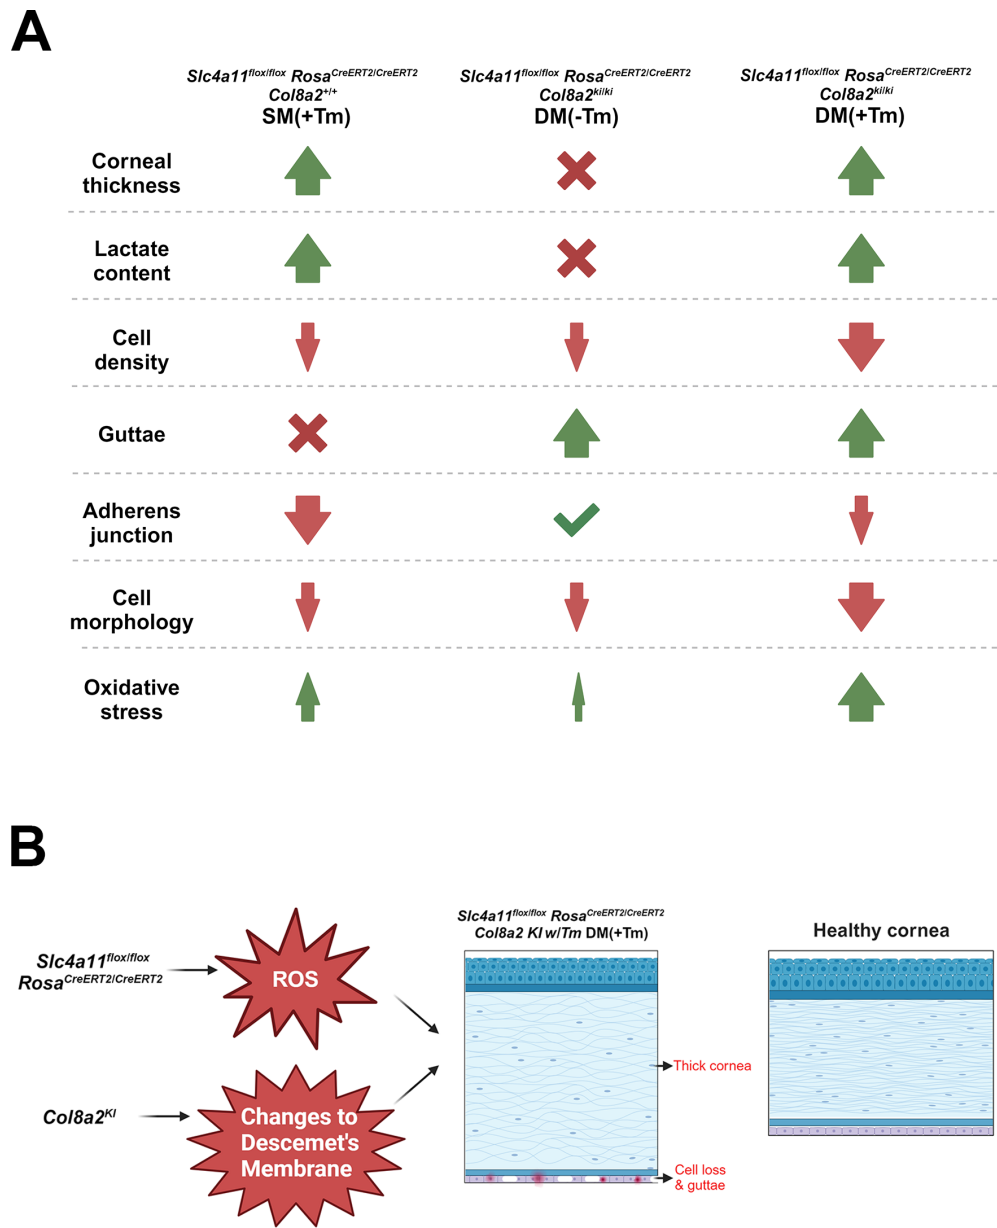 A
Slc4a11flox/flox RosaCreERT2/CreERT2
Col8a2+/+
SM(+Tm)
Slc4a11flox/flox RosaCreERT2/CreERT2
Col8a2ki/ki
DM(-Tm)
Slc4a11flox/flox RosaCreERT2/CreERT2
Col8a2ki/ki
DM(+Tm)
Corneal
thickness
Lactate
content
Cell
density
Guttae
Adherens
junction
Cell
morphology
Oxidative
stress
B
Slc4a11flox/flox
RosaCreERT2/CreERT2
ROS
Col8a2KI
Changes to
Descemet's
Membrane
Slc4a11flox/flox RosaCreERT2/CreERT2
Col8a2 KI w/Tm DM(+Tm)
Thick cornea
Cell loss
& guttae
Healthy cornea